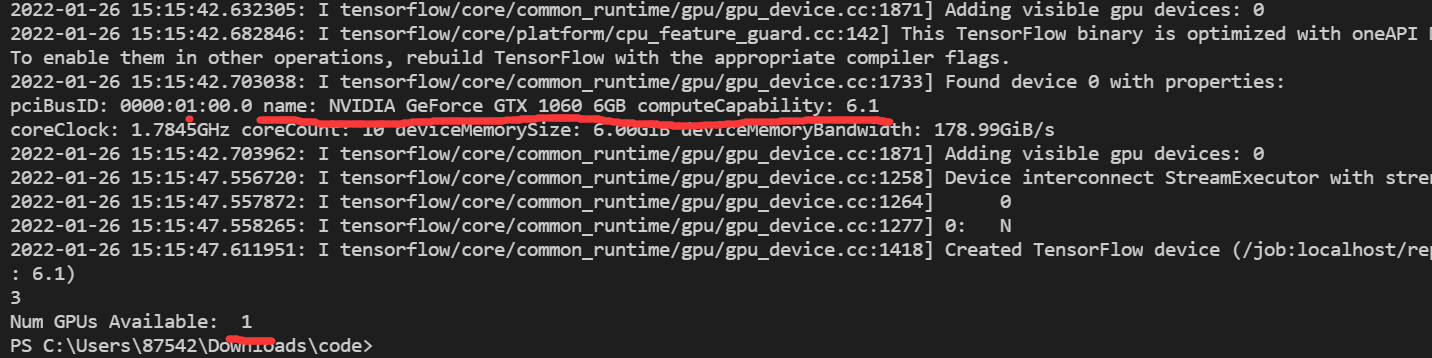 2022-01-26 15:15:42.632305: I tensorflow/core/common_runtime/gpu/gpu_device.cc:1871] Adding visible gpu devices: 0
2022-01-26 15:15:42.682846: I tensorflow/core/platform/cpu_feature_guard.cc:142] This TensorFlow binary is optimized with oneAPI
To enable them in other operations, rebuild TensorFlow with the appropriate compiler flags.
2022-01-26 15:15:42.703038: I tensorflow/core/common_runtime/gpu/gpu_device.cc:1733] Found device 0 with properties:
pciBusID: 0000:01:00.0 name: NVIDIA GeForce GTX 1060 6GB computeCapability: 6.1
coreClock: 1.7845GHz coreCount: 10 deviceMemorySize: 6.00GiB deviceMemoryBandwidth: 178.99GiB/s
2022-01-26 15:15:42.703962: I tensorflow/core/common_runtime/gpu/gpu_device.cc:1871] Adding visible gpu devices: 0
2022-01-26 15:15:47.556720: I tensorflow/core/common_runtime/gpu/gpu_device.cc:1258] Device interconnect StreamExecutor with stren
2022-01-26 15:15:47.557872: I tensorflow/core/common_runtime/gpu/gpu_device.cc:1264]      0
2022-01-26 15:15:47.558265: I tensorflow/core/common_runtime/gpu/gpu_device.cc:1277] 0:   N
2022-01-26 15:15:47.611951: I tensorflow/core/common_runtime/gpu/gpu_device.cc:1418] Created TensorFlow device (/job:localhost/rep
: 6.1)
3
Num GPUs Available:  1
PS C:\Users\87542\Downloads\code>